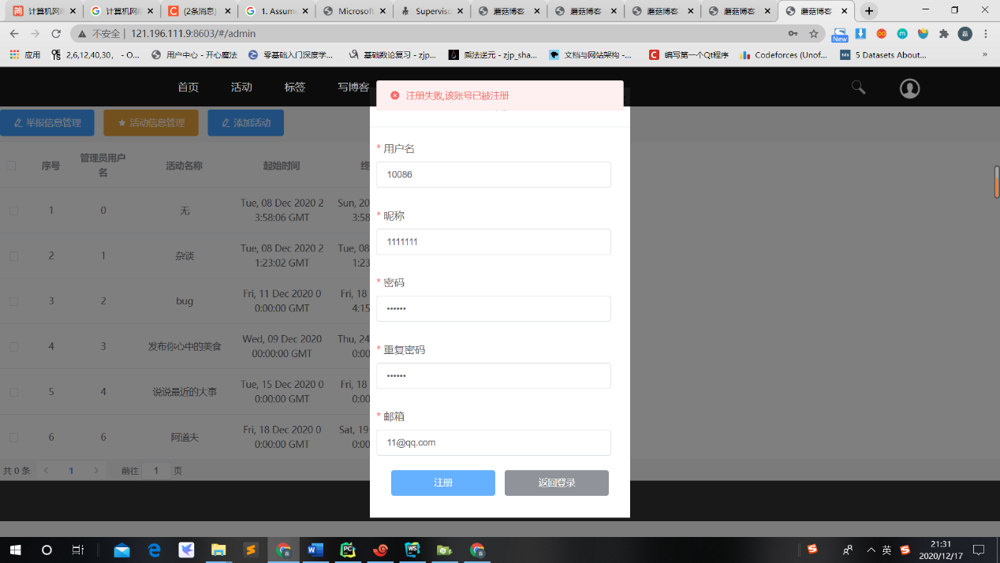 计算机网
计算机网
(2条消息)
1. Assum
Microsoft
Superviso
蘑菇博客
蘑菇博客
蘑菇博客
蘑菇博客
蘑菇博客
不安全 | 121.196.111.9:8603/#/admin
New
应用
2,6,12,40,30， - O...
用户中心 - 开心魔法
零基础入门深度学...
基础数论复习 - zjp...
乘法逆元 - zjp_sha...
文档与网站架构 -...
编写第一个Qt程序
Codeforces (Unof...
5 Datasets About...
首页
活动
标签
写博客
注册失败,该账号已被注册
举报信息管理
活动信息管理
添加活动
序号
管理员用户
名
活动名称
起始时间
终
1
0
无
Tue, 08 Dec 2020 2
3:58:06 GMT
Sun, 20
3:58
2
1
杂谈
Tue, 08 Dec 2020 2
1:23:02 GMT
Tue, 08
1:23
3
2
bug
Fri, 11 Dec 2020 0
0:00:00 GMT
Fri, 18
4:15
4
3
发布你心中的美食
Wed, 09 Dec 2020
00:00:00 GMT
Thu, 24
0:00
5
4
说说最近的大事
Tue, 15 Dec 2020 0
0:00:00 GMT
Fri, 18
0:00
6
6
阿道夫
Fri, 18 Dec 2020 0
0:00:00 GMT
Sat, 19
0:00
共 0 条
1
前往 1 页
* 用户名
10086
* 昵称
1111111
* 密码
••••••
* 重复密码
••••••
* 邮箱
11@qq.com
注册
返回登录
英
21:31
2020/12/17